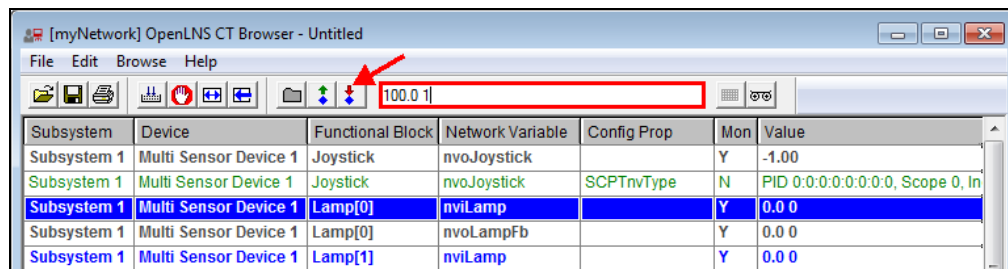 [myNetwork] OpenLNS CT Browser - Untitled
File Edit Browse Help
100.0 1
Subsystem Device Functional Block Network Variable Config Prop Mon Value
Subsystem 1 Multi Sensor Device 1 Joystick nvoJoystick Y -1.00
Subsystem 1 Multi Sensor Device 1 Joystick nvoJoystick SCPTnvType N PID 0:0:0:0:0:0:0:0, Scope 0, In
Subsystem 1 Multi Sensor Device 1 Lamp[0] nviLamp Y 0.0 0
Subsystem 1 Multi Sensor Device 1 Lamp[0] nvoLampFb Y 0.0 0
Subsystem 1 Multi Sensor Device 1 Lamp[1] nviLamp Y 0.0 0